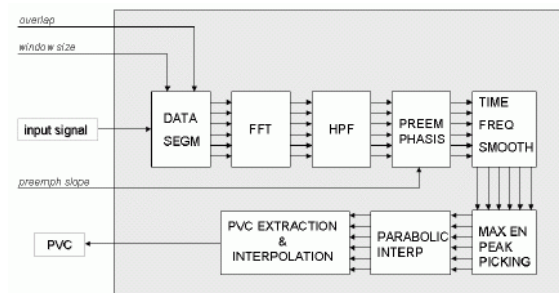 overlap
window size
input signal
DATA
SEGM
FFT
HPF
PREEM
PHASIS
TIME
FREQ
SMOOTH
preemph slope
PVC
PVC EXTRACTION
&
INTERPOLATION
PARABOLIC
INTERP
MAX EN
PEAK
PICKING